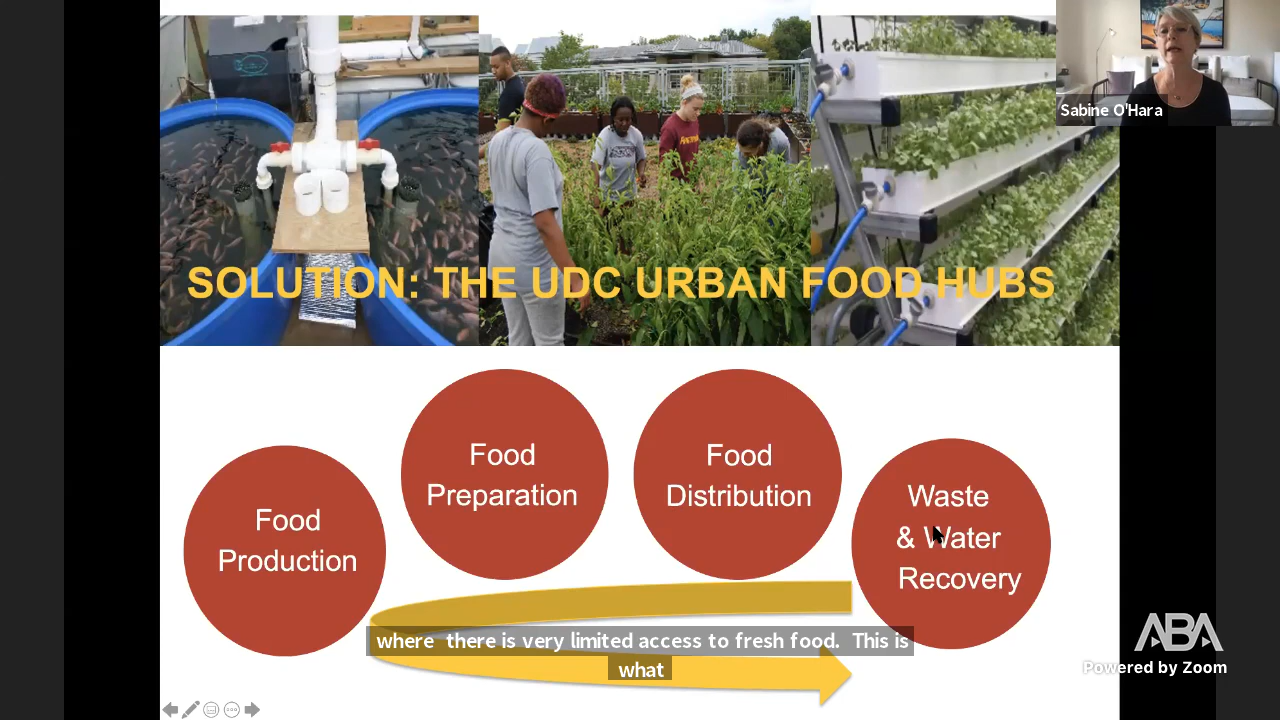 Sabine O'Hara
SOLUTION: THE UDC URBAN FOOD HUBS
Food
Production
Food
Preparation
Food
Distribution
Waste
& Water
Recovery
where there is very limited access to fresh food. This is
what
ABA
Powered by Zoom